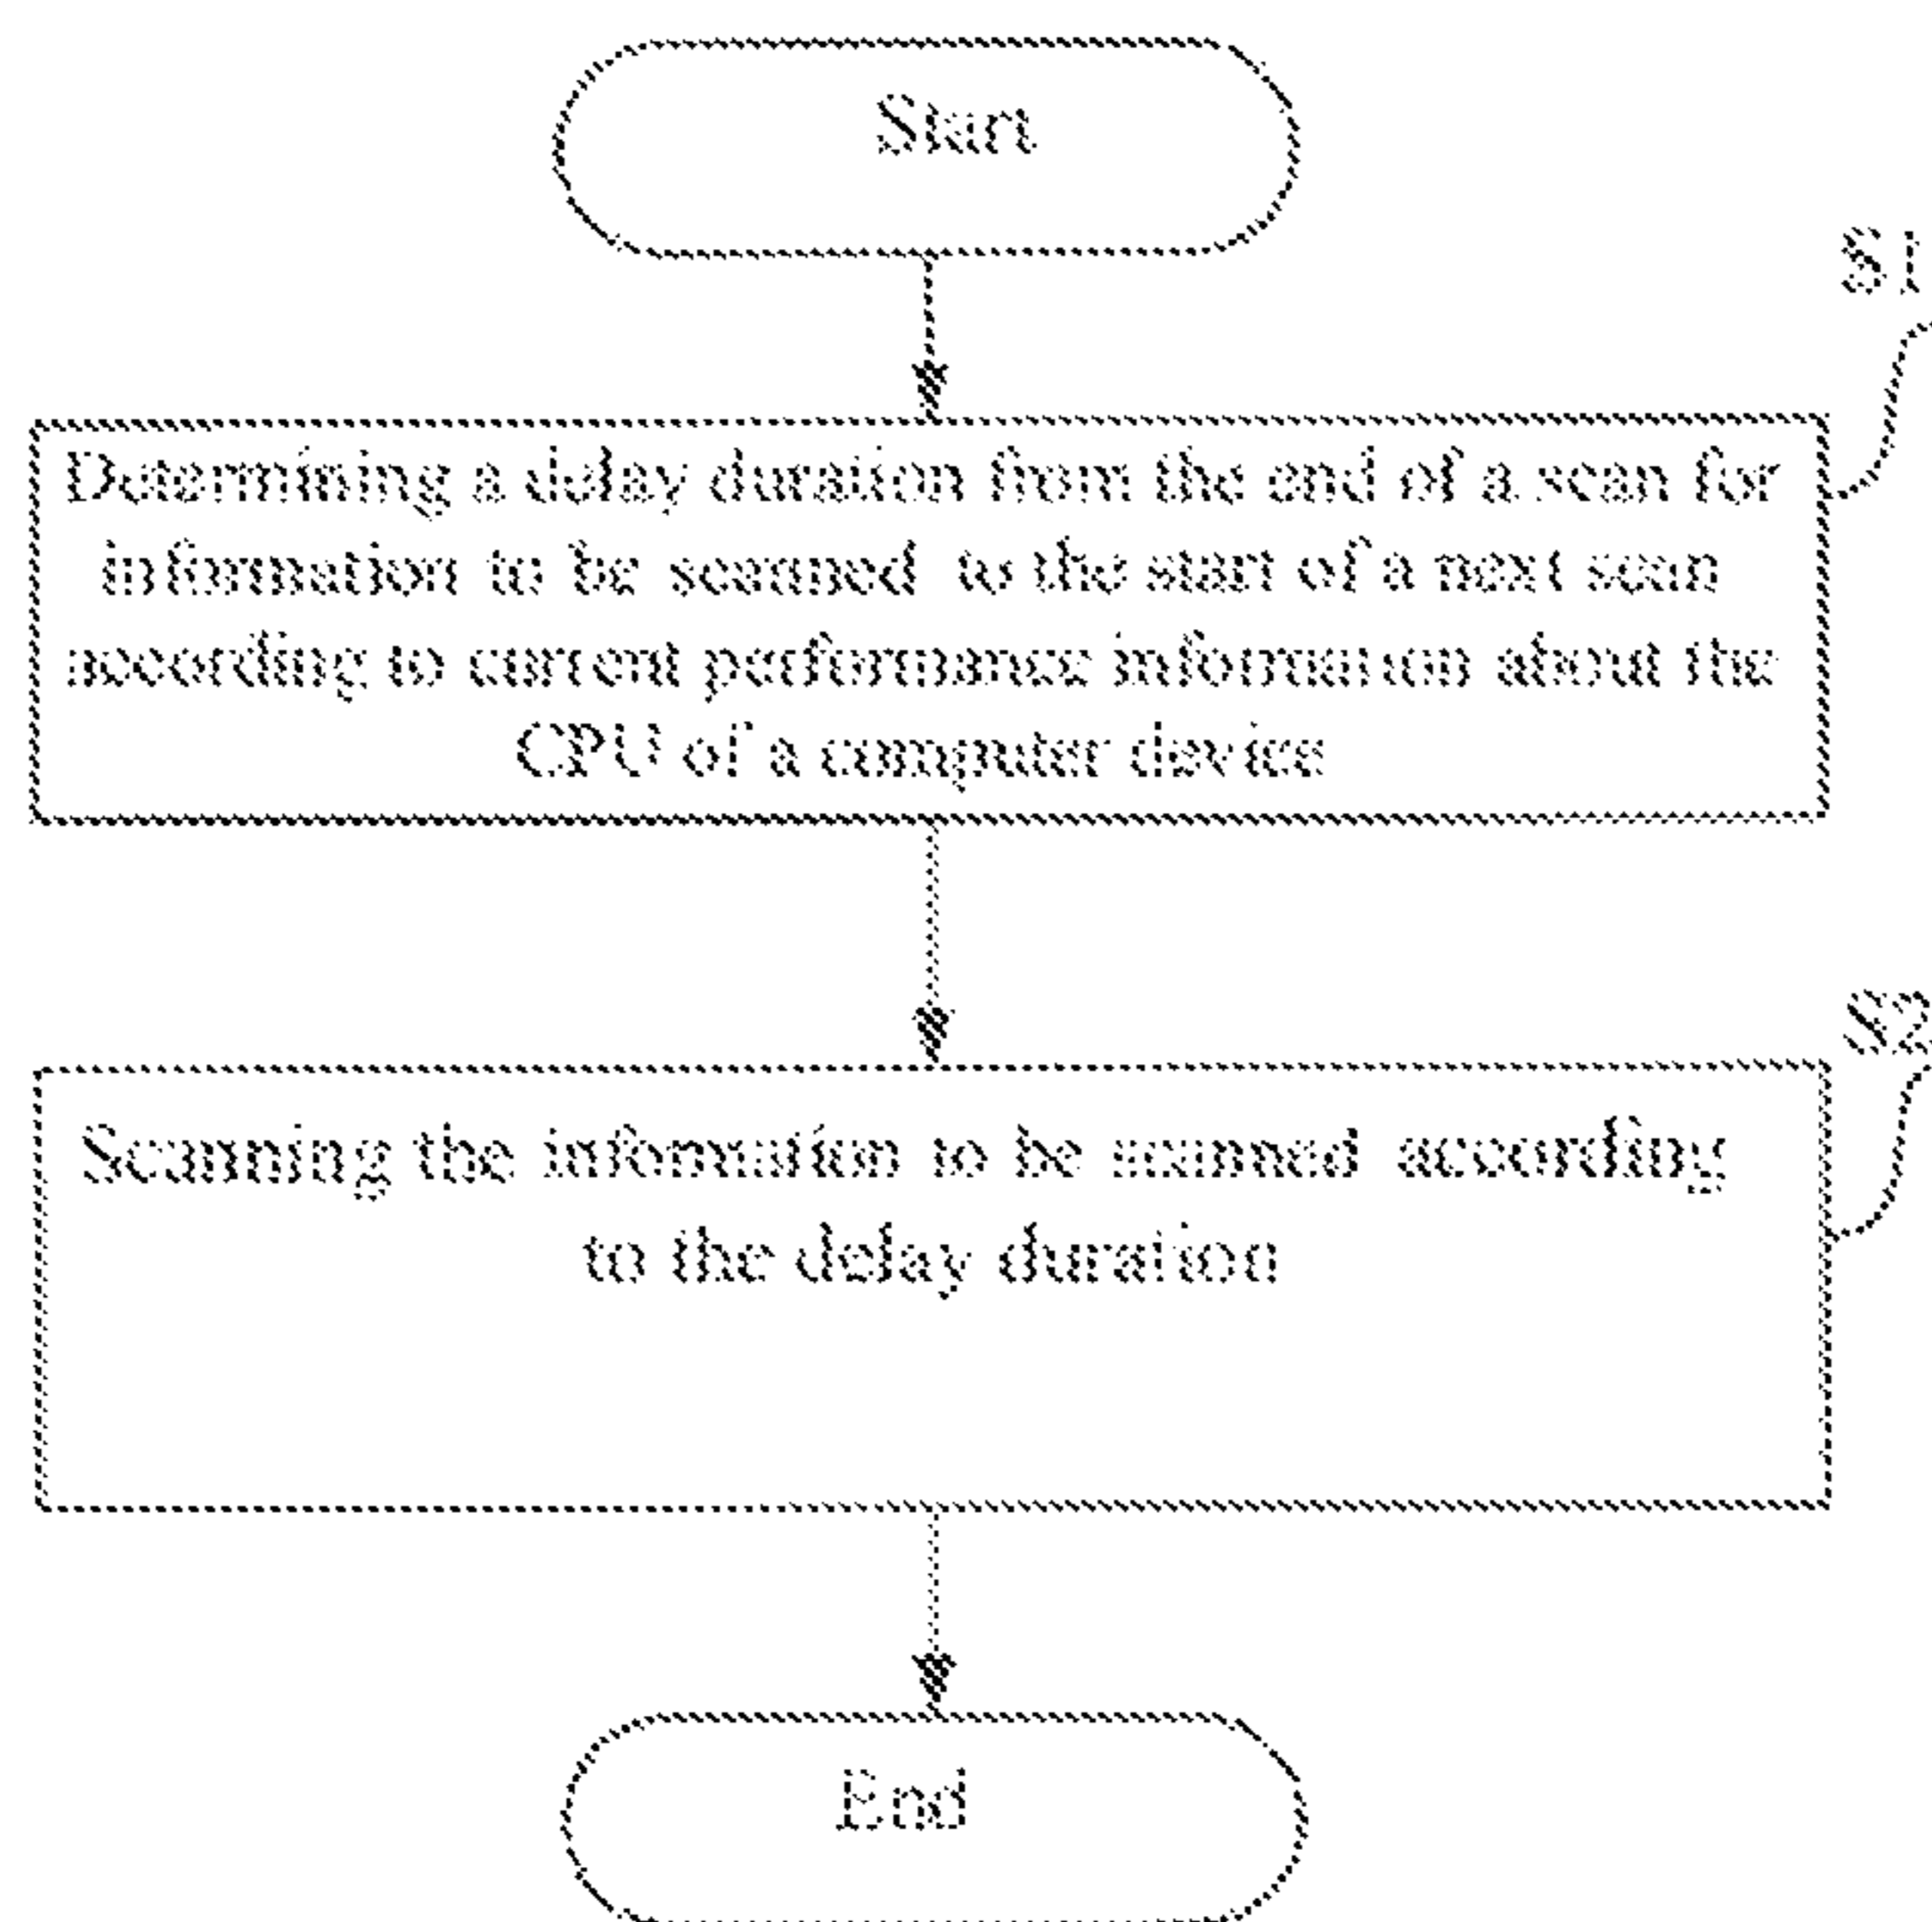 Start
S1
Determining a delay duration from the end of a scan for
information to be scanned to the start of a next scan
according to current performance information about the
CPU of a computer device
S2
Scanning the information to be scanned according
to the delay duration
End